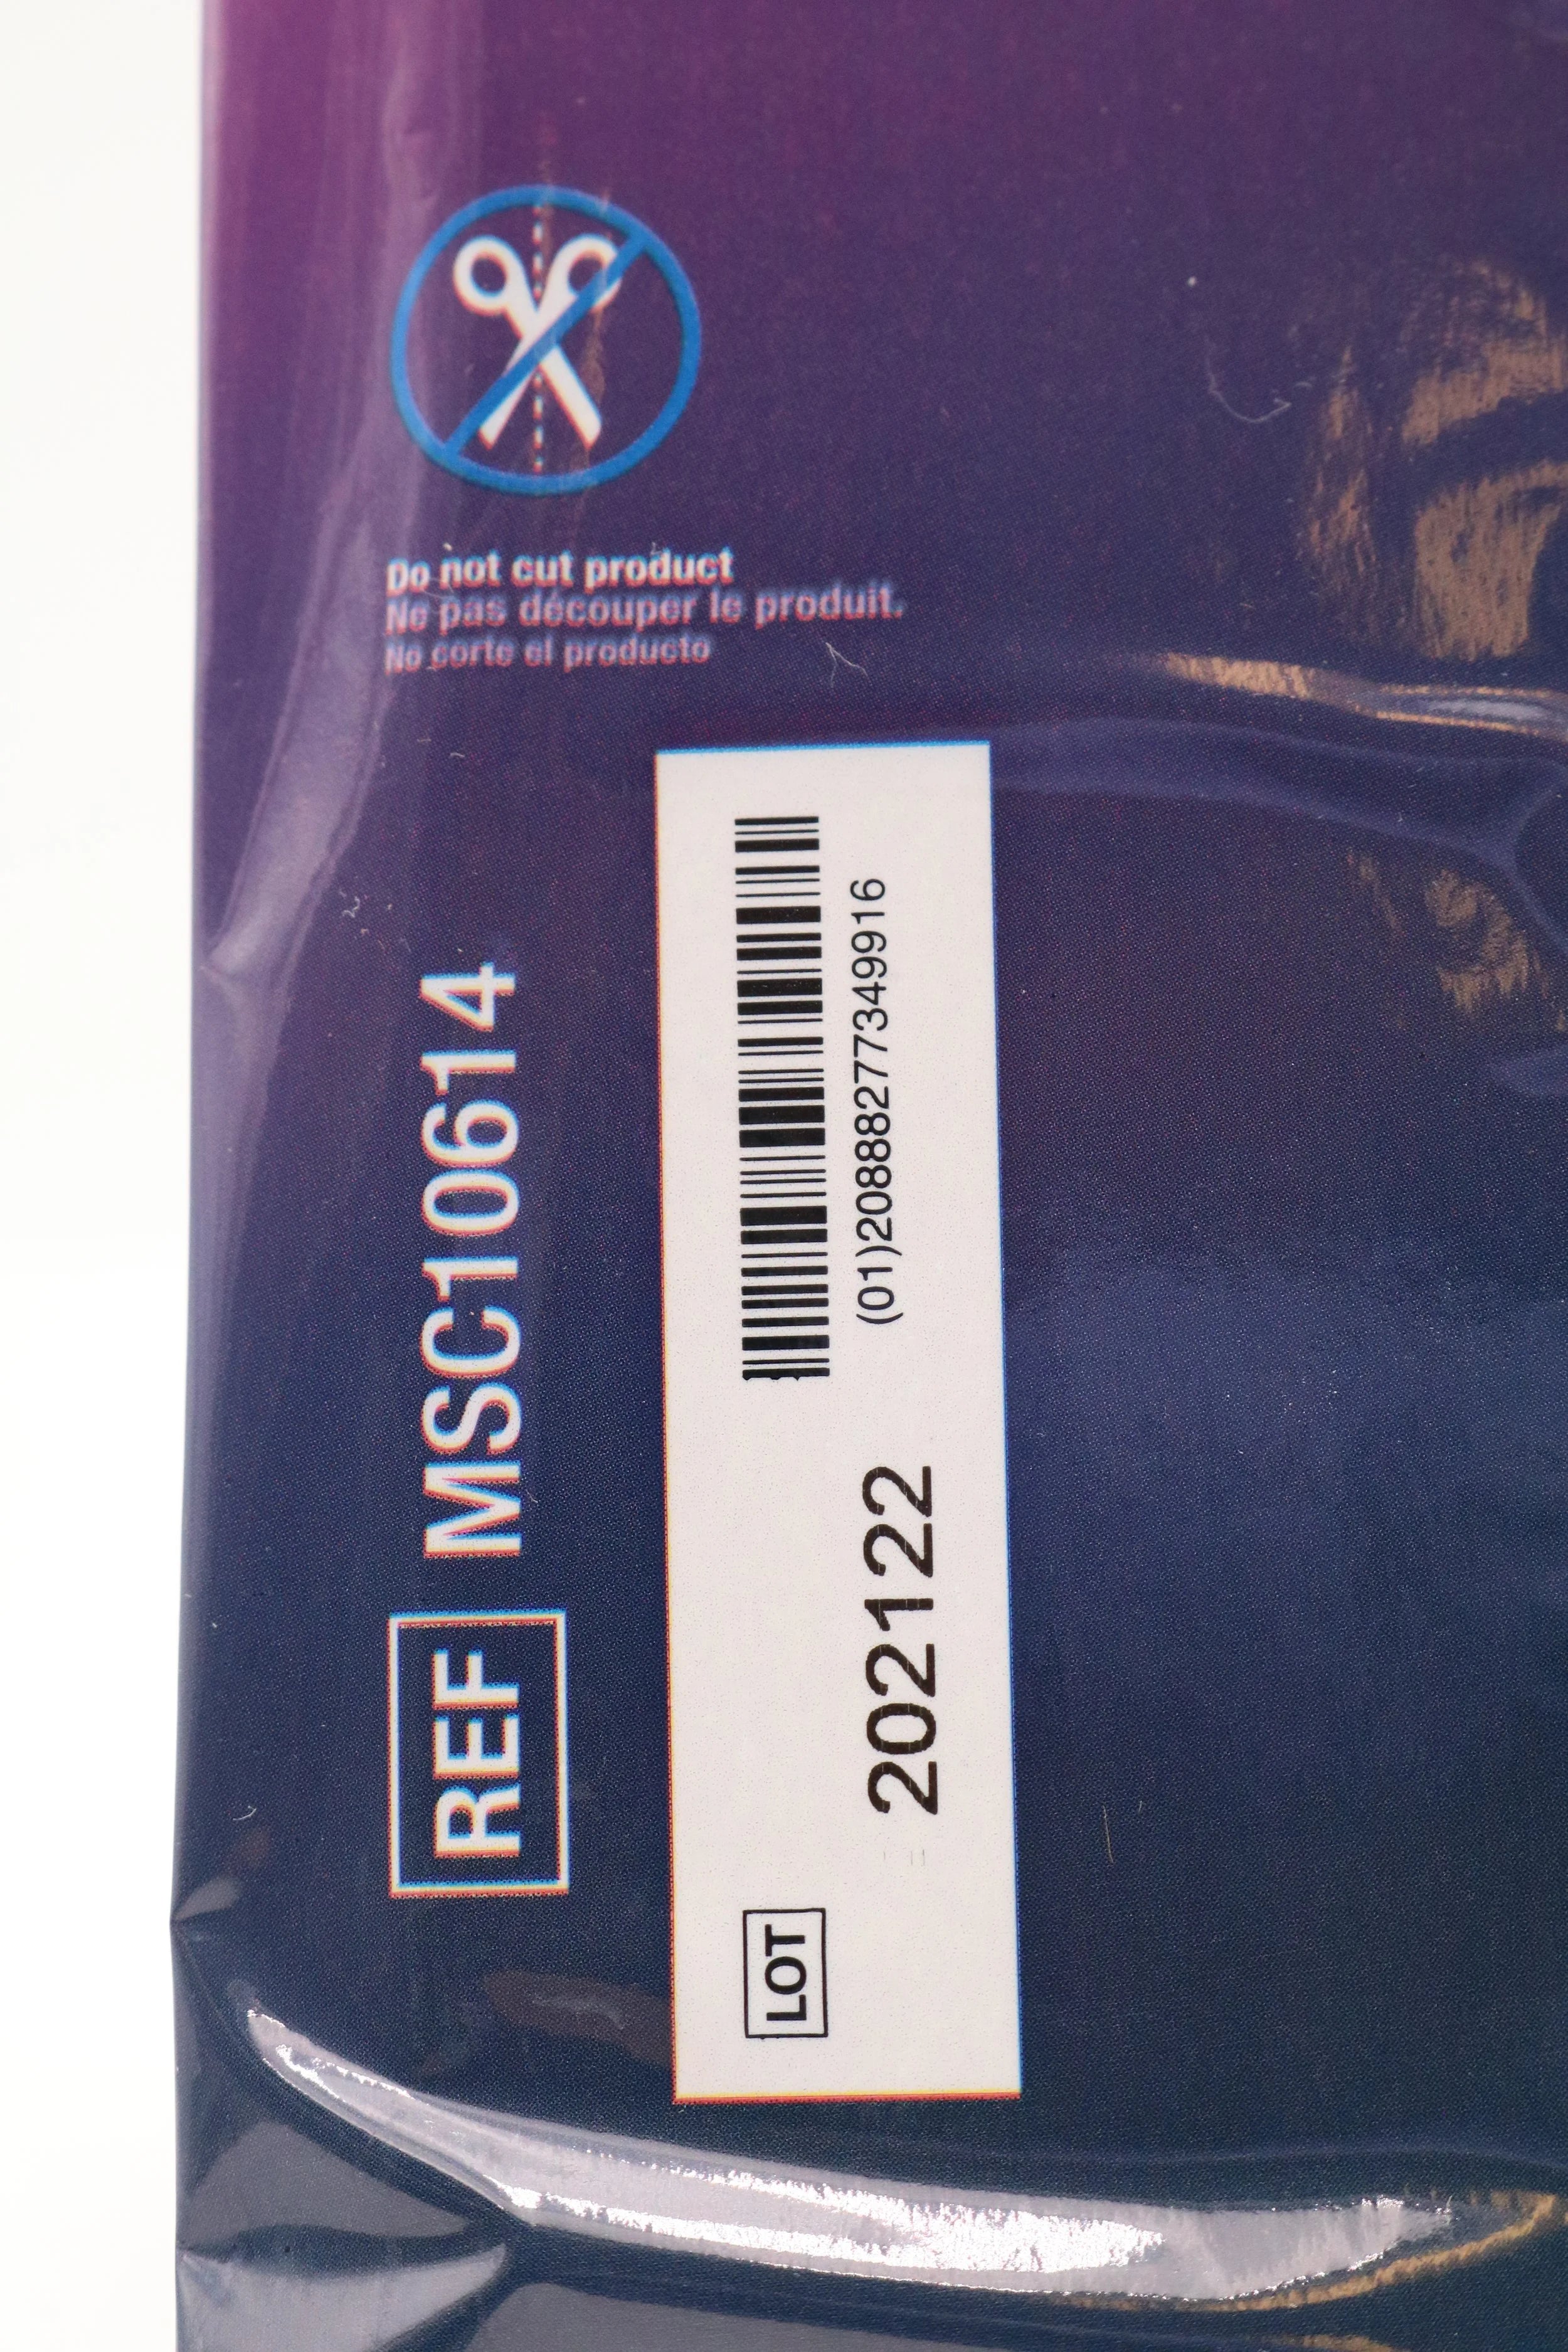 Do not cut product
Ne pas découper le produit.
No corte el producto
REF MSC10614
(01)20888277349916
LOT
202122